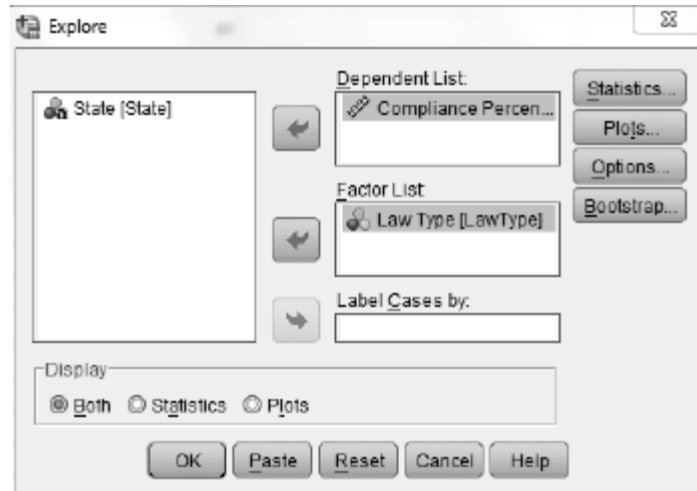 Explore
State [State]
Dependent List:
Compliance Percen...
Factor List
Law Type [LawType]
Label Cases by:
Statistics...
Plots...
Options...
Bootstrap...
Display
Both Statistics Plots
OK Paste Reset Cancel Help